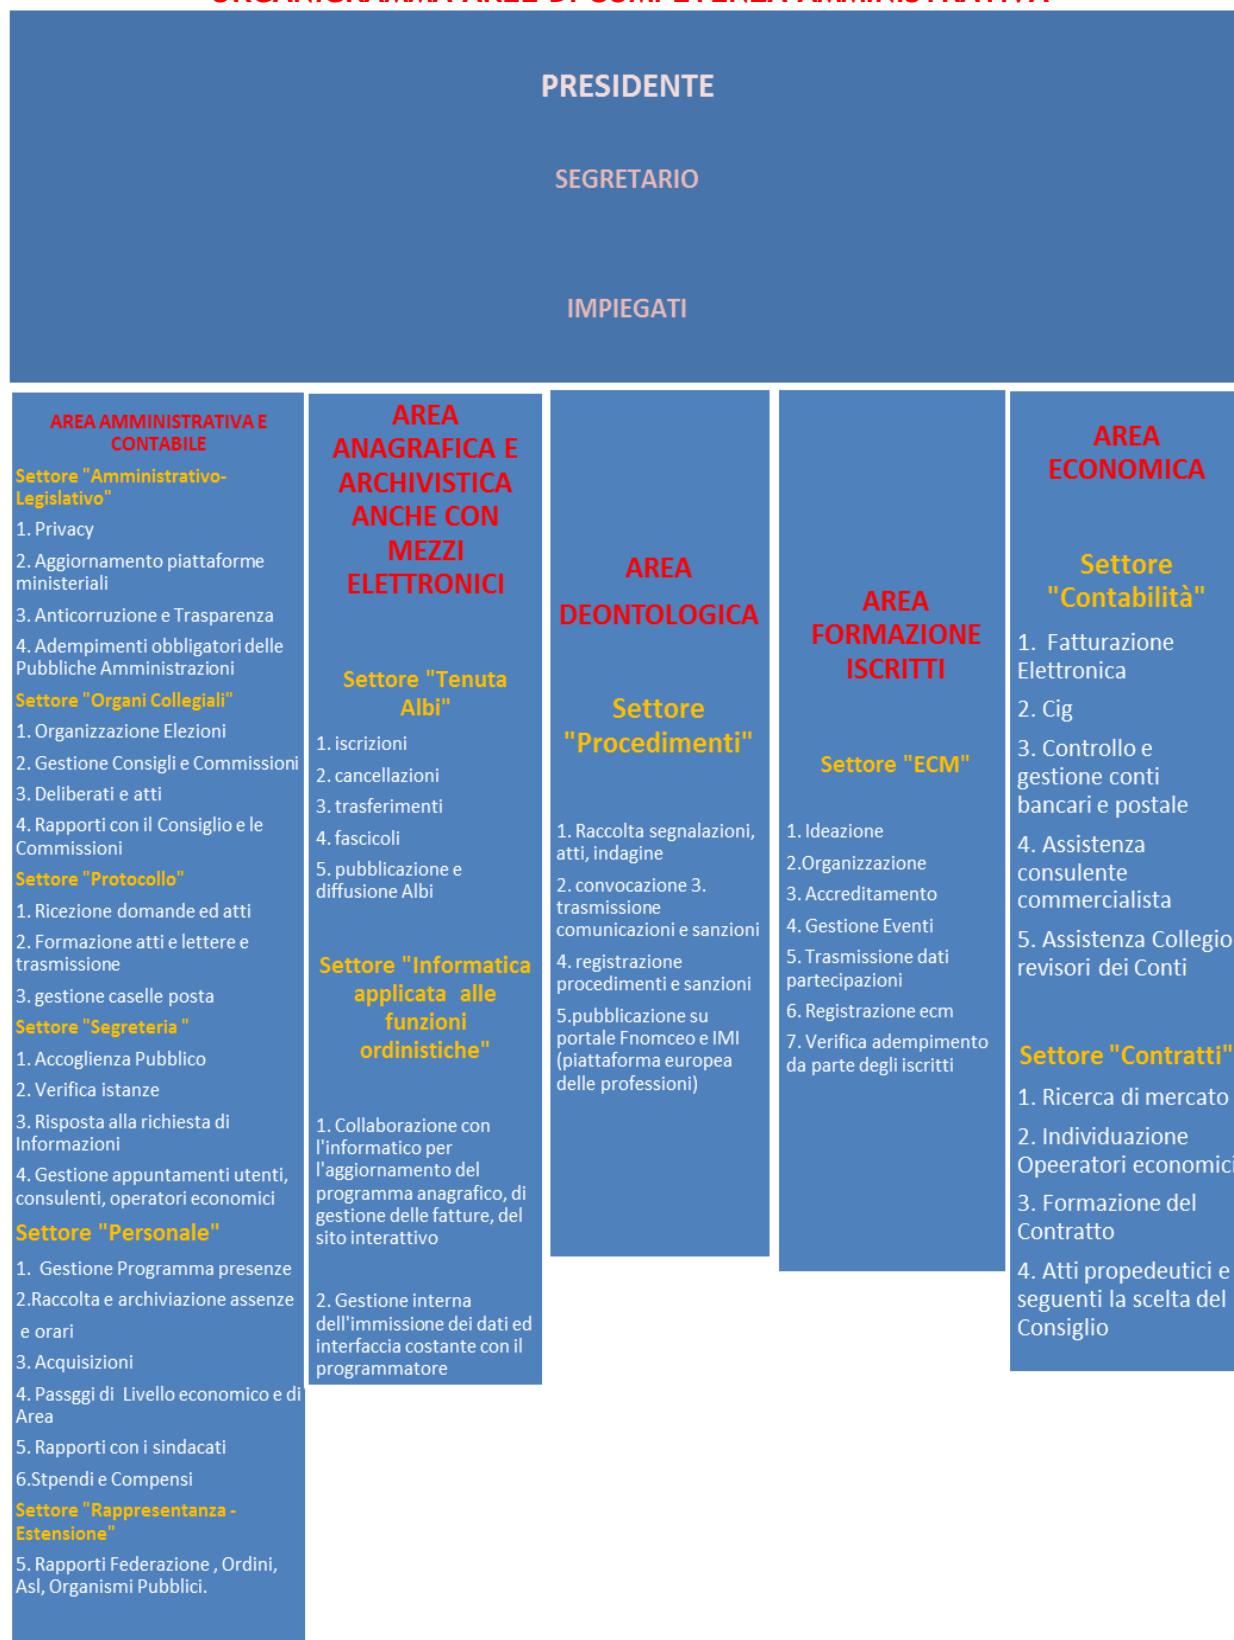 ORGANIGRAMMA AREE DI COMPETENZA AMMINISTRATIVA
PRESIDENTE
SEGRETARIO
IMPIEGATI
AREA AMMINISTRATIVA E
CONTABILE
Settore "Amministrativo-
Legislativo"
1. Privacy
2. Aggiornamento piattaforme
ministeriali
3. Anticorruzione e Trasparenza
4. Adempimenti obbligatori delle
Pubbliche Amministrazioni
Settore "Organi Collegiali"
1. Organizzazione Elezioni
2. Gestione Consigli e Commissioni
3. Deliberati e atti
4. Rapporti con il Consiglio e le
Commissioni
Settore "Protocollo"
1. Ricezione domande ed atti
2. Formazione atti e lettere e
trasmissione
3. gestione caselle posta
Settore "Segreteria "
1. Accoglienza Pubblico
2. Verifica istanze
3. Risposta alla richiesta di
Informazioni
4. Gestione appuntamenti utenti,
consulenti, operatori economici
Settore "Personale"
1. Gestione Programma presenze
2.Raccolta e archiviazione assenze
e orari
3. Acquisizioni
4. Passggi di Livello economico e di
Area
5. Rapporti con i sindacati
6.Stpendi e Compensi
Settore "Rappresentanza -
Estensione"
5. Rapporti Federazione , Ordini,
Asl, Organismi Pubblici.
AREA
ANAGRAFICA E
ARCHIVISTICA
ANCHE CON
MEZZI
ELETTRONICI
Settore "Tenuta
Albi"
1. iscrizioni
2. cancellazioni
3. trasferimenti
4. fascicoli
5. pubblicazione e
diffusione Albi
Settore "Informatica
applicata alle
funzioni
ordinistiche"
1. Collaborazione con
l'informatico per
l'aggiornamento del
programma anagrafico, di
gestione delle fatture, del
sito interattivo
2. Gestione interna
dell'immissione dei dati ed
interfaccia costante con il
programmatore
AREA
DEONTOLOGICA
Settore
"Procedimenti"
1. Raccolta segnalazioni,
atti, indagine
2. convocazione 3.
trasmissione
comunicazioni e sanzioni
4. registrazione
procedimenti e sanzioni
5.pubblicazione su
portale Fnomceo e IMI
(piattaforma europea
delle professioni)
AREA
FORMAZIONE
ISCRITTI
Settore "ECM"
1. Ideazione
2.Organizzazione
3. Accreditamento
4. Gestione Eventi
5. Trasmissione dati
partecipazioni
6. Registrazione ecm
7. Verifica adempimento
da parte degli iscritti
AREA
ECONOMICA
Settore
"Contabilità"
1. Fatturazione
Elettronica
2. Cig
3. Controllo e
gestione conti
bancari e postale
4. Assistenza
consulente
commercialista
5. Assistenza Collegio
revisori dei Conti
Settore "Contratti"
1. Ricerca di mercato
2. Individuazione
Opeeratori economici
3. Formazione del
Contratto
4. Atti propedeutici e
seguenti la scelta del
Consiglio